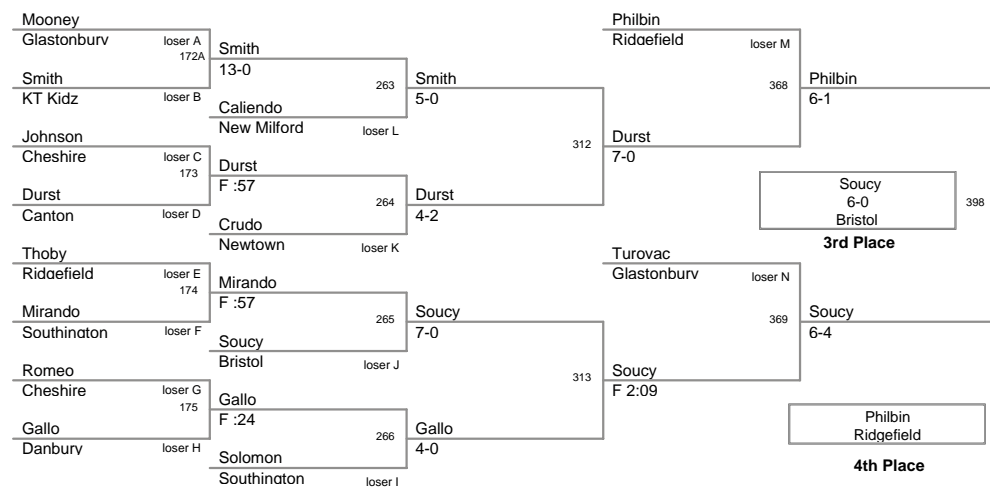 Mooney
Glastonbury
loser A
172A
Smith
KT Kidz
loser B
Johnson
Cheshire
loser C
173
Durst
Canton
loser D
Thoby
Ridgefield
loser E
174
Mirando
Southington
loser F
Romeo
Cheshire
loser G
175
Gallo
Danbury
loser H
Smith
13-0
263
Caliendo
New Milford
loser L
Durst
F :57
264
Crudo
Newtown
loser K
Mirando
F :57
265
Soucy
Bristol
loser J
Gallo
F :24
266
Solomon
Southington
loser I
Smith
5-0
312
Durst
4-2
Soucy
7-0
313
Gallo
4-0
Philbin
Ridgefield
loser M
368
Durst
7-0
Turovac
Glastonbury
loser N
369
Soucy
F 2:09
Philbin
6-1
Soucy
6-0
Bristol
398
3rd Place
Soucy
6-4
Philbin
Ridgefield
4th Place